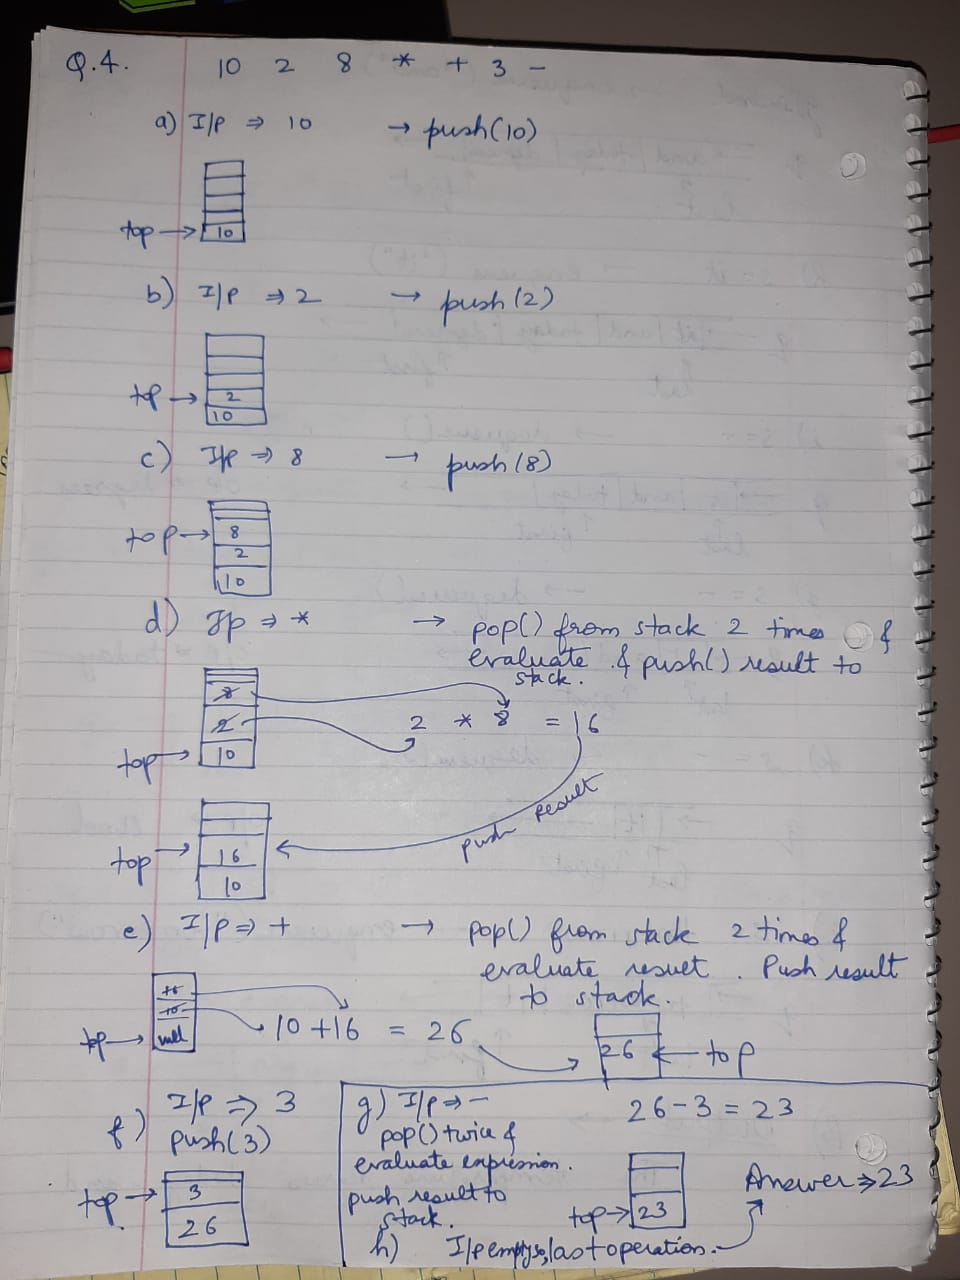 Q.4. 10 2 8 * + 3 -
a) I/P ⇒ 10 → push(10)
top →
10
b) I/P ⇒ 2 → push(2)
top → 2
10
c) I/P ⇒ 8 → push(8)
top → 8
2
10
d) I/p ⇒ * → pop() from stack 2 times &
evaluate & push() result to
stack.
8
2 2 * 8 = 16
top → 10
push result
top → 16
10
e) I/P ⇒ + → pop() from stack 2 times &
evaluate result. Push result
to stack.
16
10
top → null 10 + 16 = 26
26 ← top
f) I/P ⇒ 3
push(3)
top → 3
26
g) I/P ⇒ - 26 - 3 = 23
pop() twice &
evaluate expression.
push result to
stack.
top → 23
Answer ⇒ 23
h) I/P empty so, last operation.